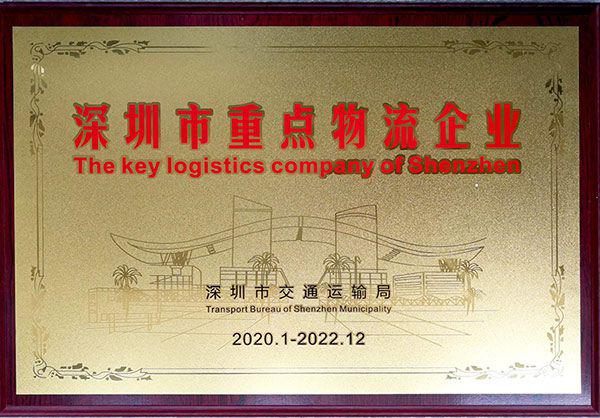 深圳市重点物流企业
The key logistics company of Shenzhen
深圳市交通运输局
Transport Bureau of Shenzhen Municipality
2020.1-2022.12